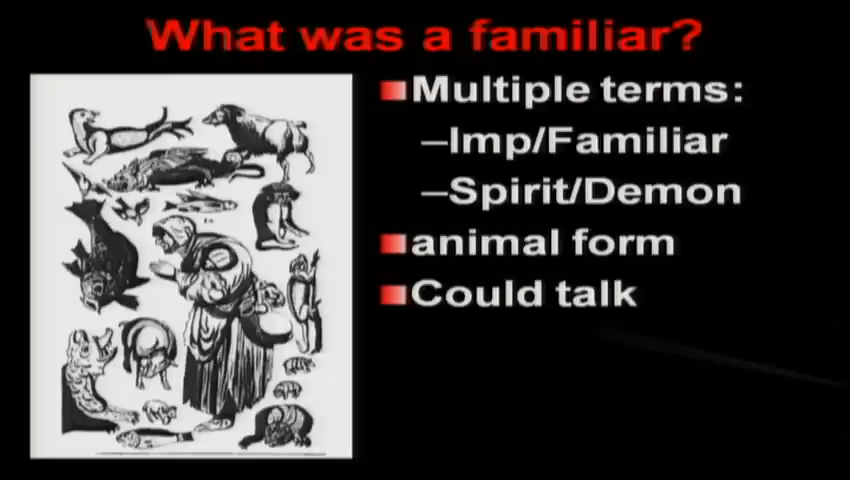 What was a familiar?
Multiple terms:
–Imp/Familiar
–Spirit/Demon
animal form
Could talk